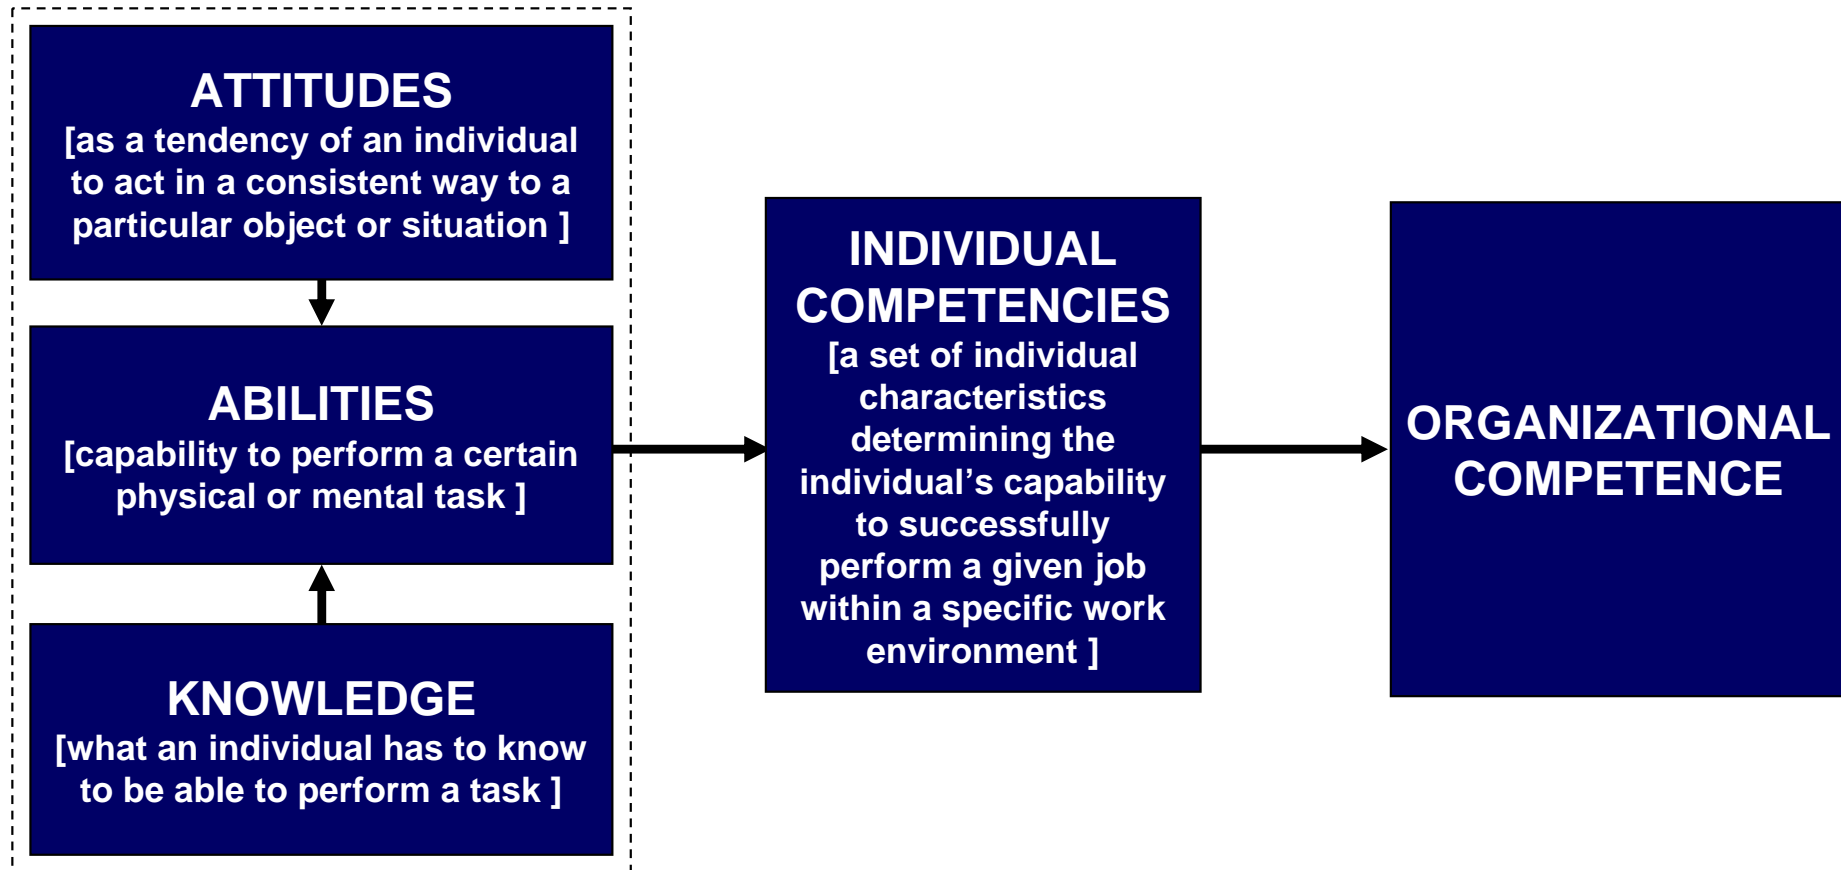 ATTITUDES
[as a tendency of an individual
to act in a consistent way to a
particular object or situation ]
ABILITIES
[capability to perform a certain
physical or mental task ]
KNOWLEDGE
[what an individual has to know
to be able to perform a task ]
INDIVIDUAL
COMPETENCIES
[a set of individual
characteristics
determining the
individual’s capability
to successfully
perform a given job
within a specific work
environment ]
ORGANIZATIONAL
COMPETENCE